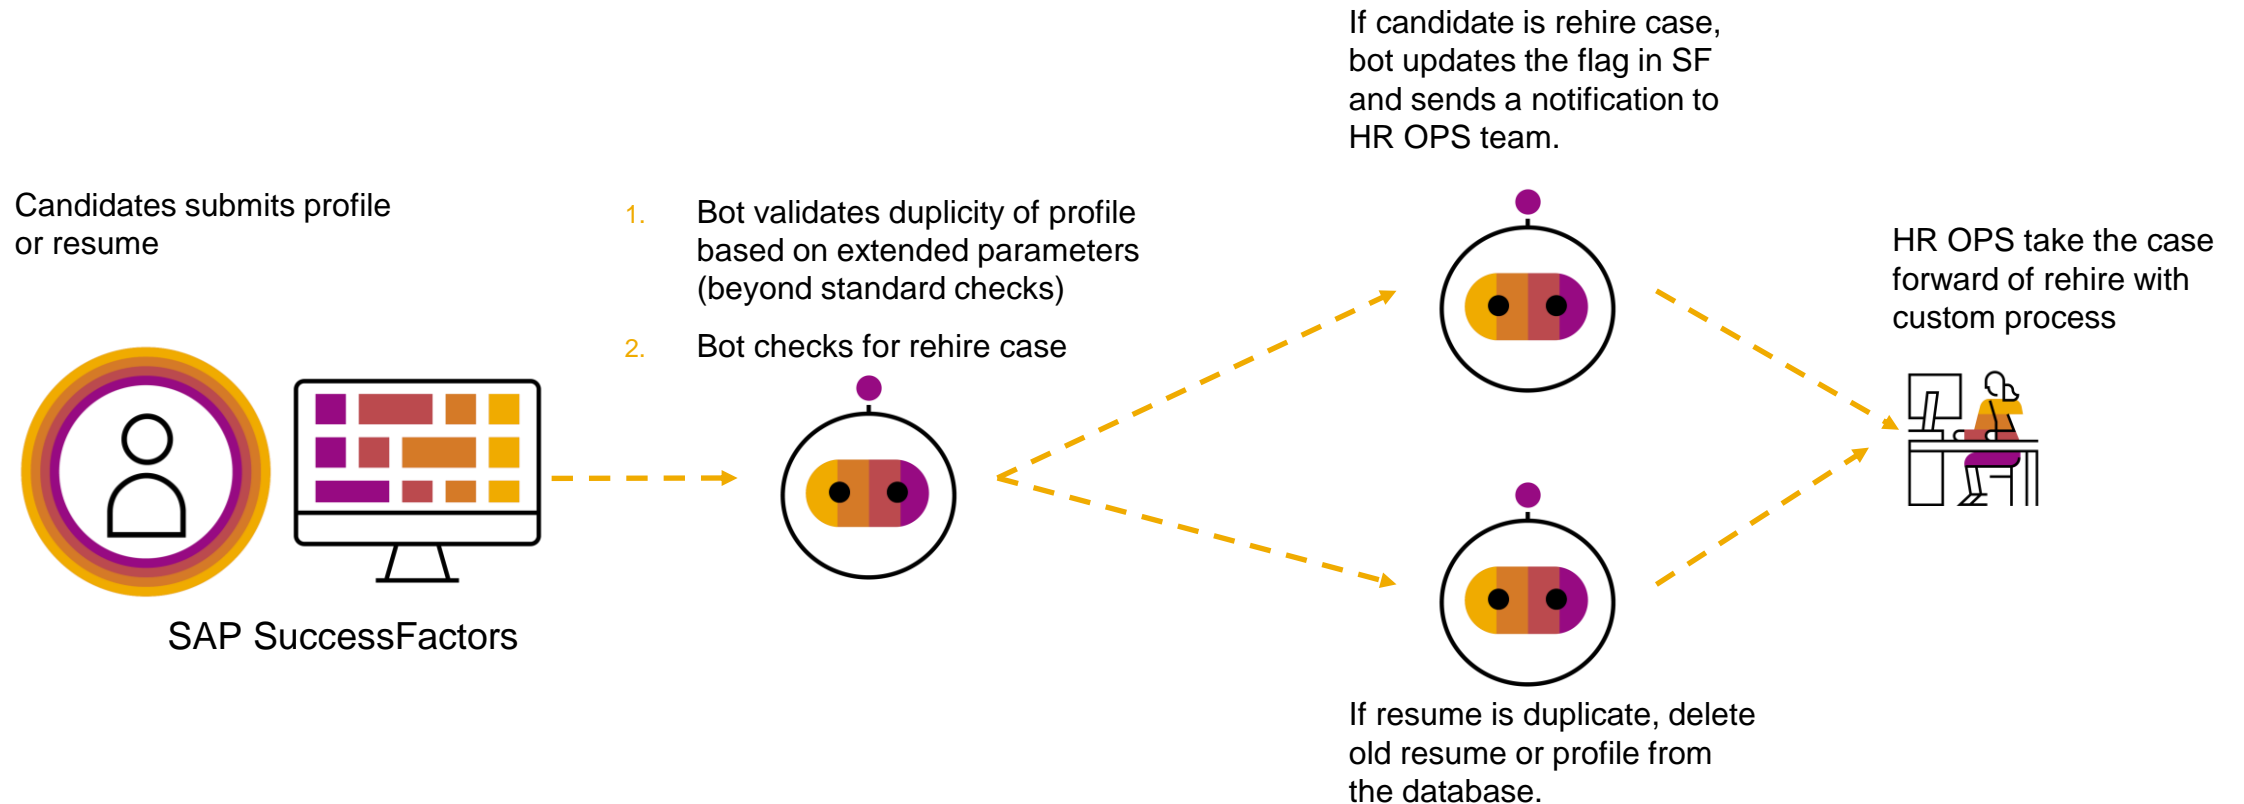 Candidates submits profile
or resume
SAP SuccessFactors
1. Bot validates duplicity of profile
based on extended parameters
(beyond standard checks)
2. Bot checks for rehire case
If candidate is rehire case,
bot updates the flag in SF
and sends a notification to
HR OPS team.
If resume is duplicate, delete
old resume or profile from
the database.
HR OPS take the case
forward of rehire with
custom process